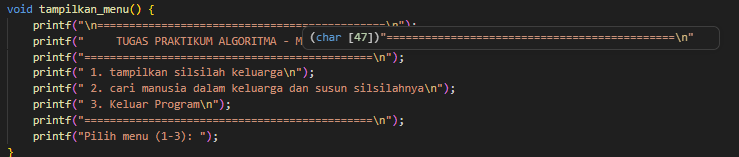 void tampilkan_menu() {
printf("\n=============================================\n");
printf("     TUGAS PRAKTIKUM ALGORITMA - M
(char [47])"=============================================\n"
printf("=============================================\n");
printf(" 1. tampilkan silsilah keluarga\n");
printf(" 2. cari manusia dalam keluarga dan susun silsilahnya\n");
printf(" 3. Keluar Program\n");
printf("=============================================\n");
printf("Pilih menu (1-3): ");
}